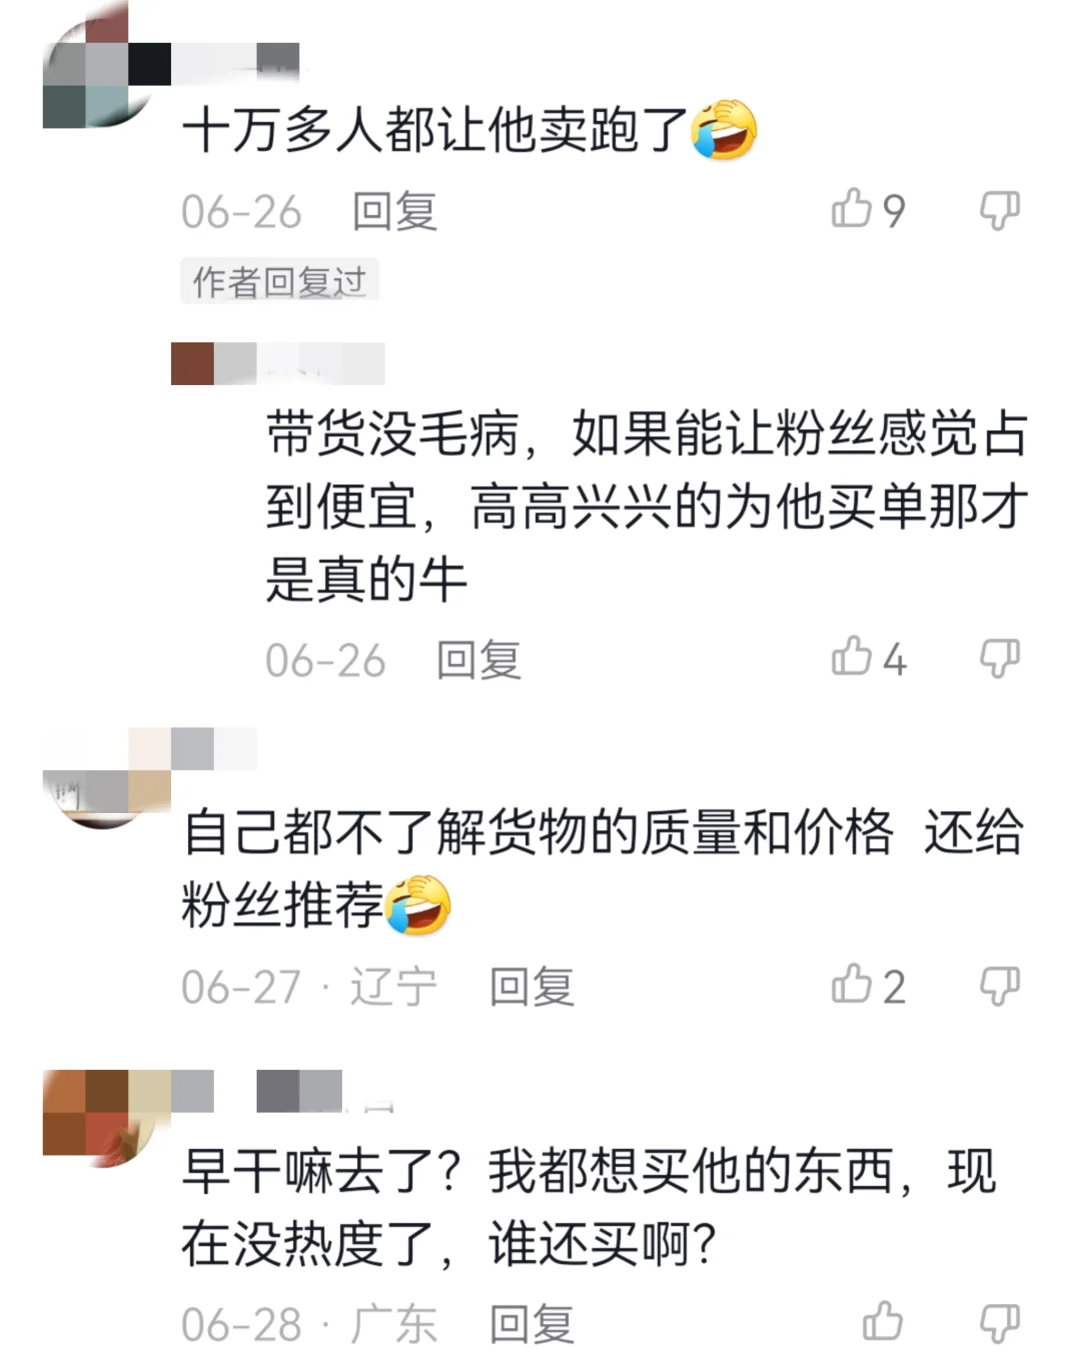 十万多人都让他卖跑了🤣
06-26 回复 9
作者回复过
带货没毛病，如果能让粉丝感觉占
到便宜，高高兴兴的为他买单那才
是真的牛
06-26 回复 4
自己都不了解货物的质量和价格 还给
粉丝推荐🤣
06-27 · 辽宁 回复 2
早干嘛去了？我都想买他的东西，现
在没热度了，谁还买啊？
06-28 · 广东 回复